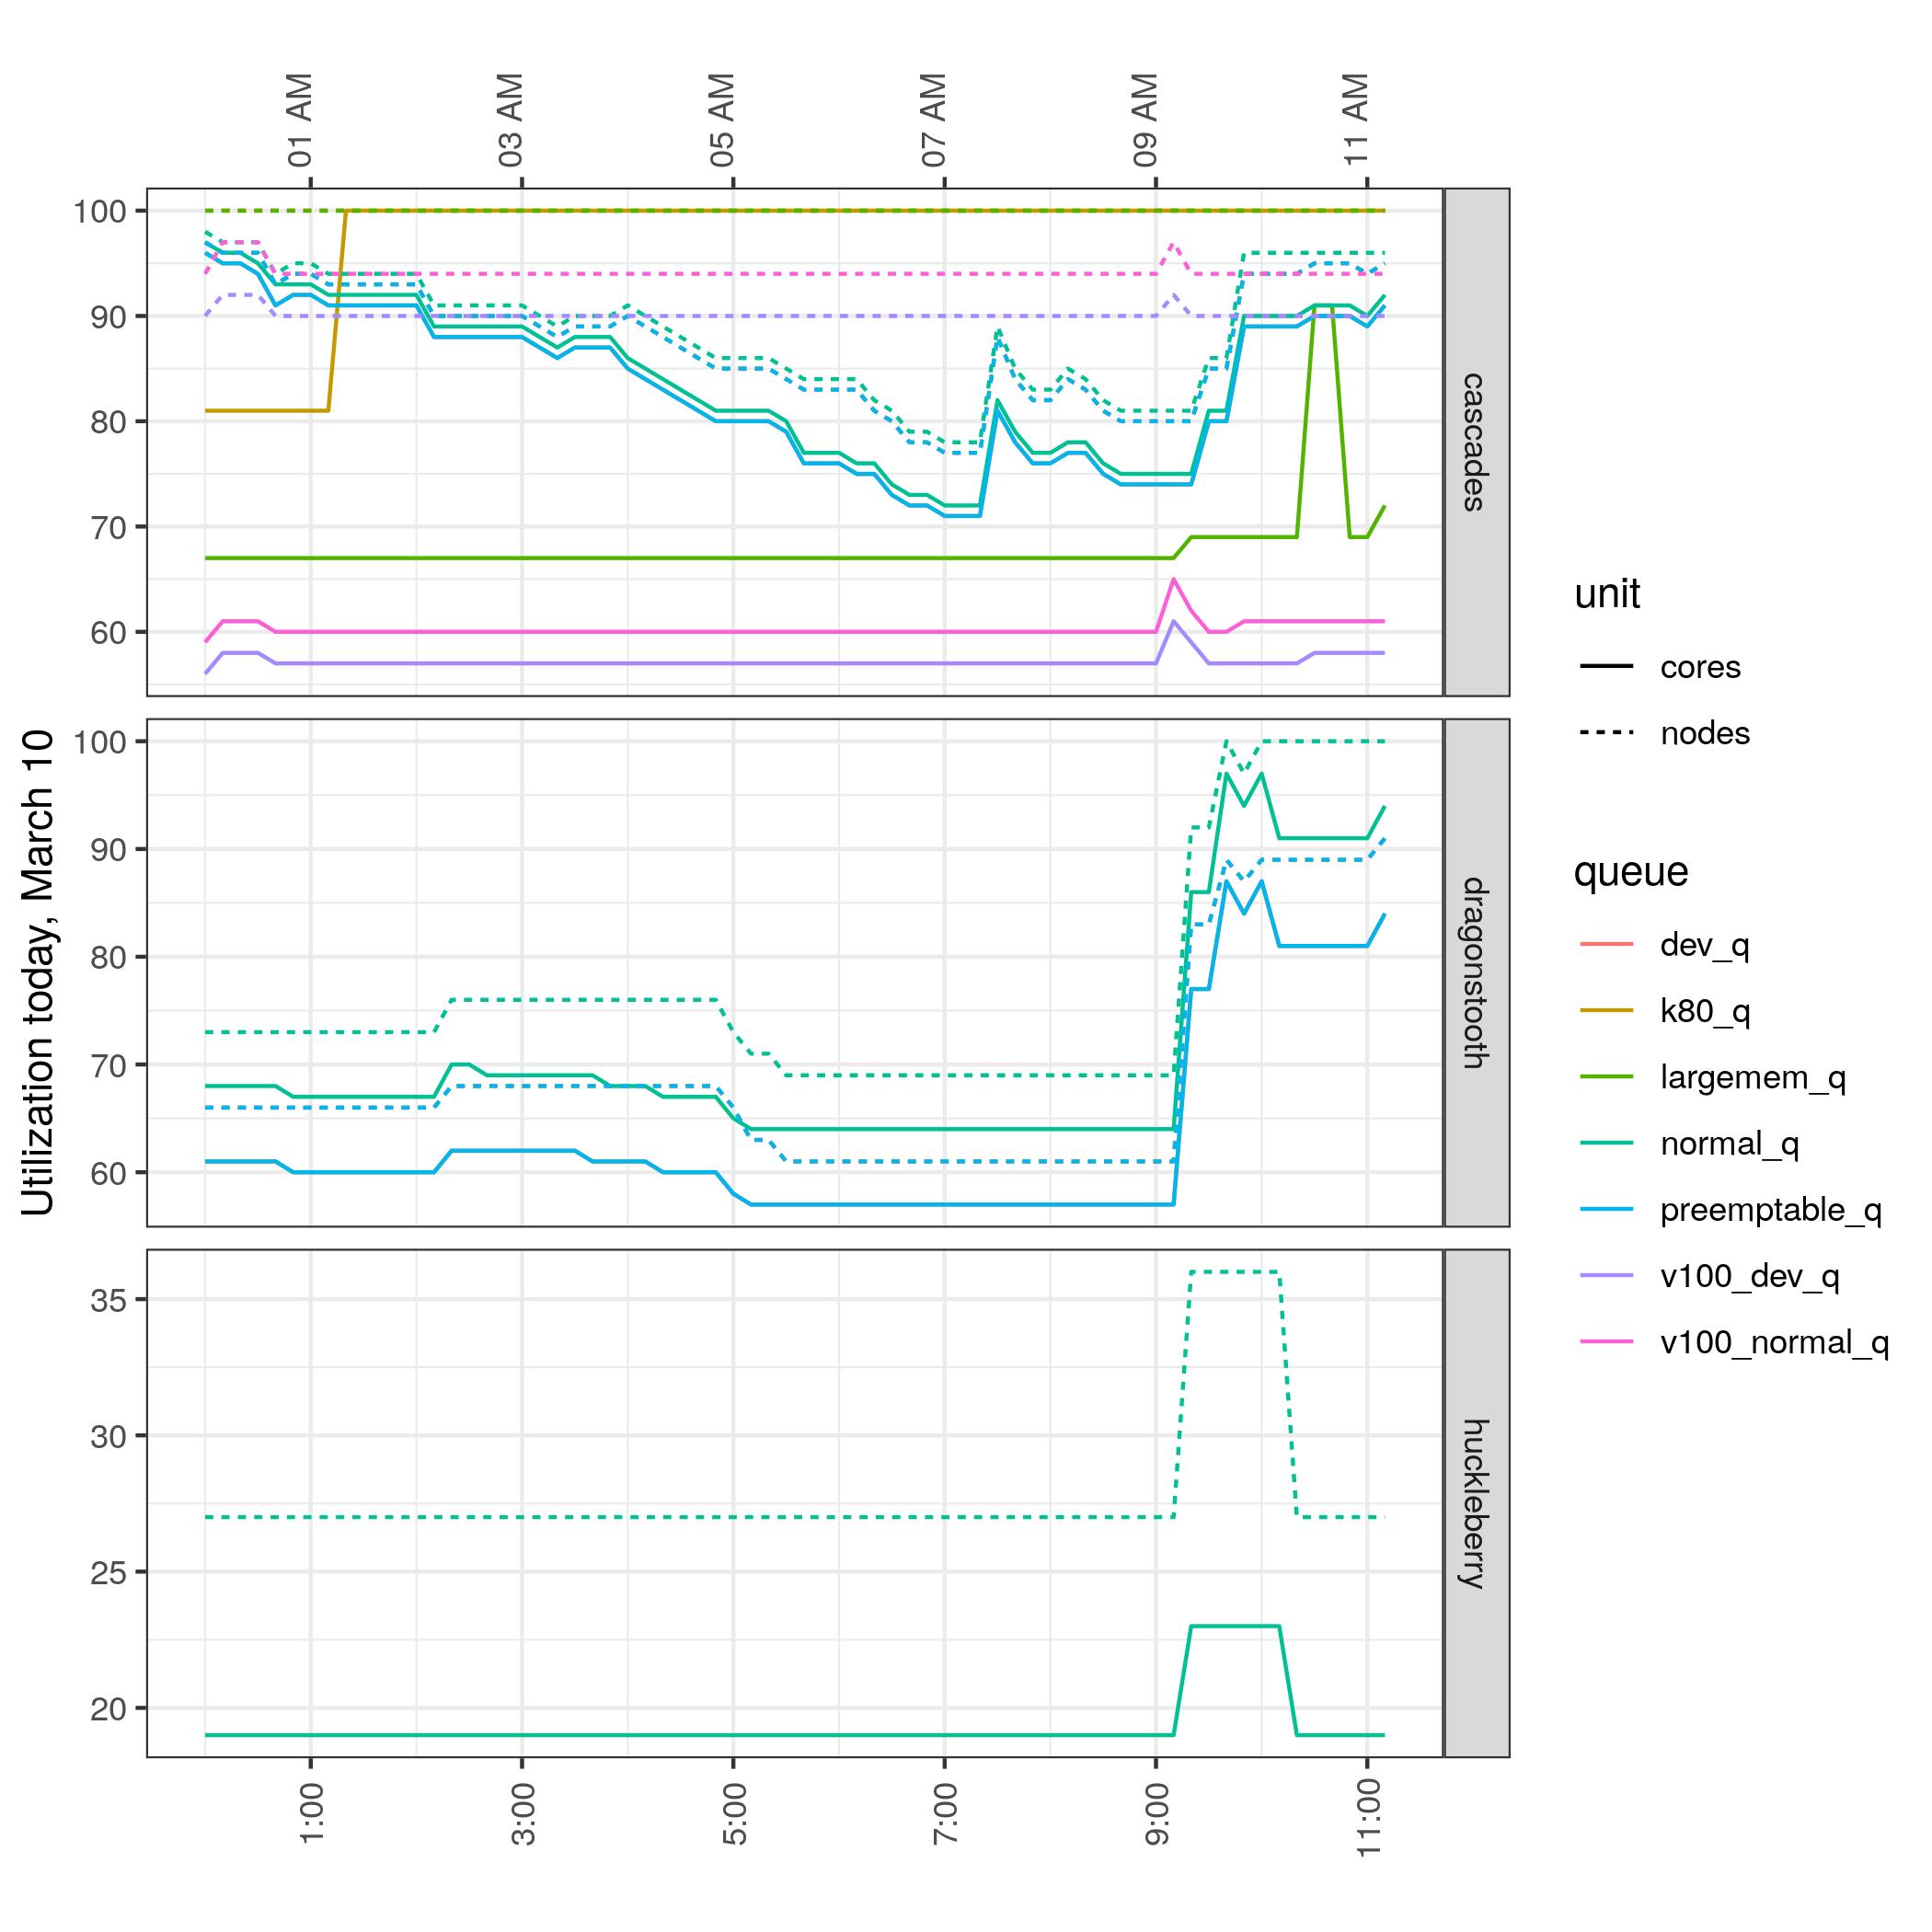 01 AM
03 AM
05 AM
07 AM
09 AM
11 AM
Utilization today, March 10
100
90
80
70
60
cascades
100
90
80
70
60
dragonstooth
35
30
25
20
huckleberry
1:00
3:00
5:00
7:00
9:00
11:00
unit
cores
nodes
queue
dev_q
k80_q
largemem_q
normal_q
preemptable_q
v100_dev_q
v100_normal_q